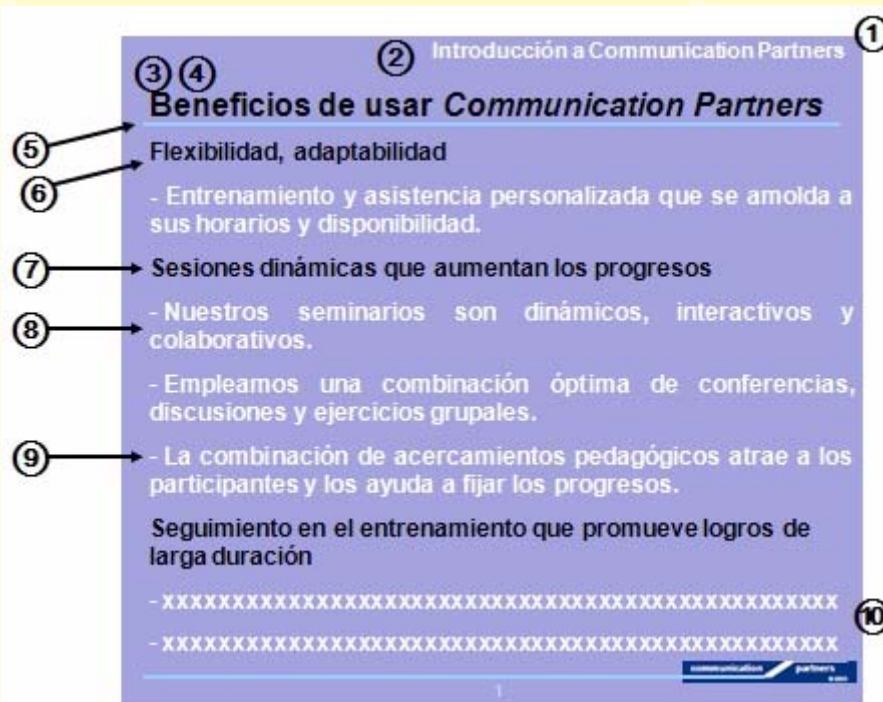 1
2 Introducción a Communication Partners
3 4
Beneficios de usar Communication Partners
5
Flexibilidad, adaptabilidad
6
- Entrenamiento y asistencia personalizada que se amolda a
sus horarios y disponibilidad.
7 Sesiones dinámicas que aumentan los progresos
- Nuestros seminarios son dinámicos, interactivos y
8 colaborativos.
- Empleamos una combinación óptima de conferencias,
discusiones y ejercicios grupales.
9 - La combinación de acercamientos pedagógicos atrae a los
participantes y los ayuda a fijar los progresos.
Seguimiento en el entrenamiento que promueve logros de
larga duración
- xxxxxxxxxxxxxxxxxxxxxxxxxxxxxxxxxxxxxxxxxxxxxxxx
10
- xxxxxxxxxxxxxxxxxxxxxxxxxxxxxxxxxxxxxxxxxxxxxxxx
communication partners
1